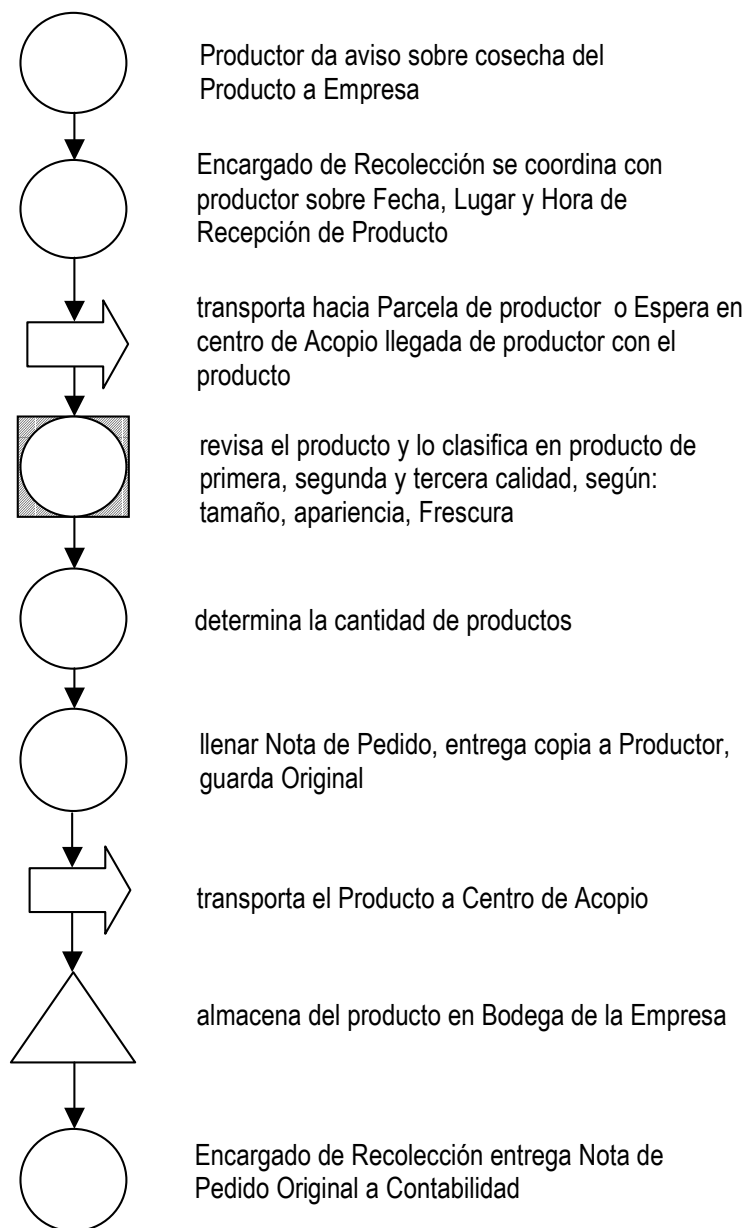 Productor da aviso sobre cosecha del
Producto a Empresa
Encargado de Recolección se coordina con
productor sobre Fecha, Lugar y Hora de
Recepción de Producto
transporta hacia Parcela de productor o Espera en
centro de Acopio llegada de productor con el
producto
revisa el producto y lo clasifica en producto de
primera, segunda y tercera calidad, según:
tamaño, apariencia, Frescura
determina la cantidad de productos
llenar Nota de Pedido, entrega copia a Productor,
guarda Original
transporta el Producto a Centro de Acopio
almacena del producto en Bodega de la Empresa
Encargado de Recolección entrega Nota de
Pedido Original a Contabilidad